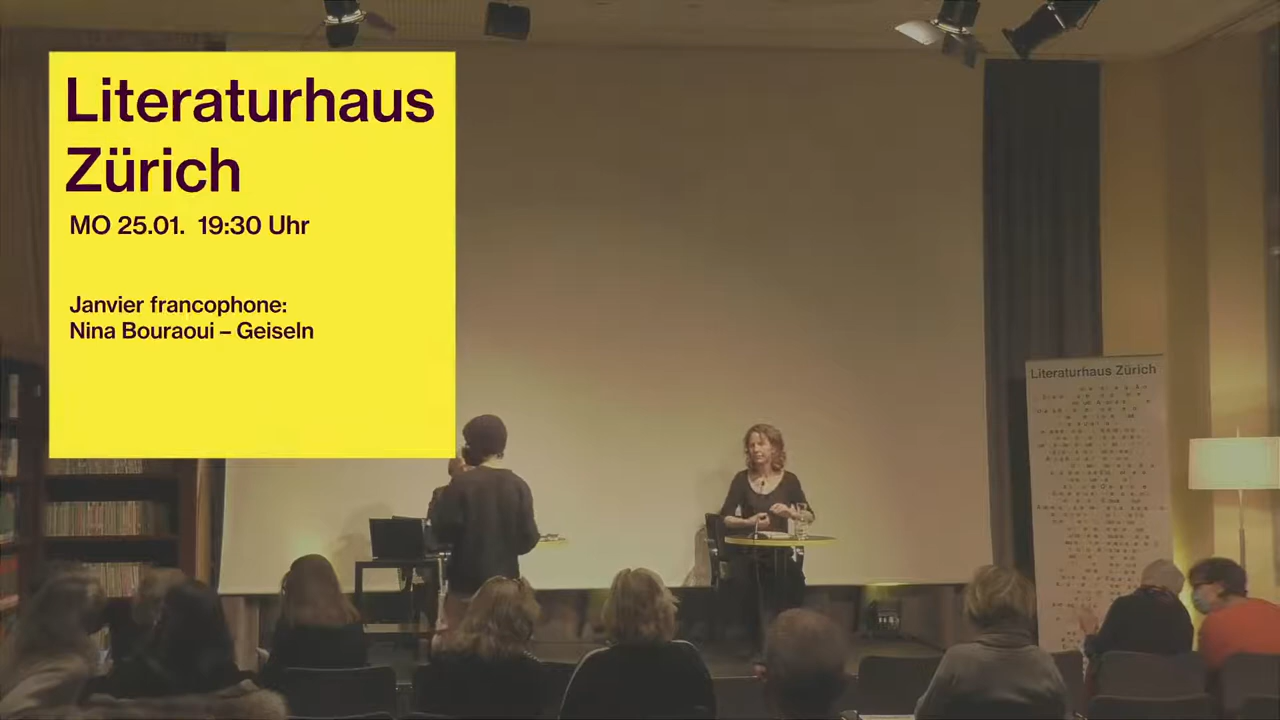 Literaturhaus
Zürich
MO 25.01. 19:30 Uhr
Janvier francophone:
Nina Bouraoui – Geiseln
Literaturhaus Zürich